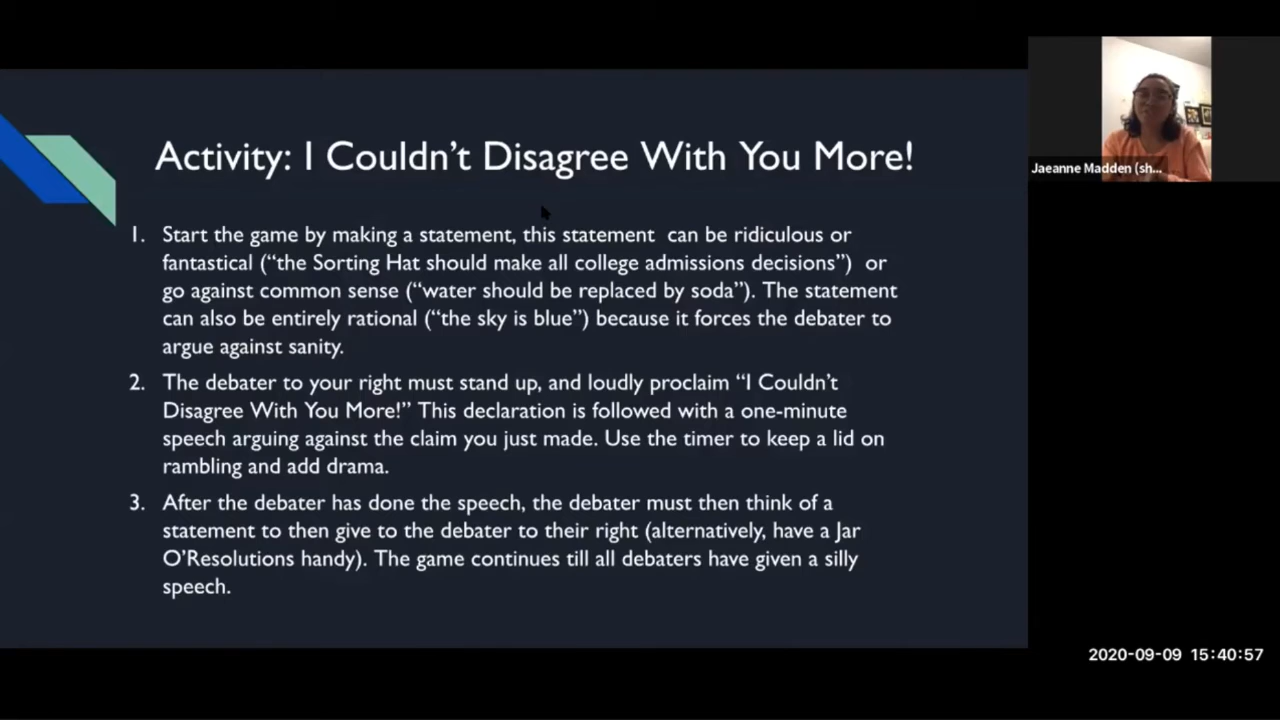 Activity: I Couldn't Disagree With You More!
Jaeanne Madden (sh...
1. Start the game by making a statement, this statement  can be ridiculous or
fantastical (“the Sorting Hat should make all college admissions decisions”)  or
go against common sense (“water should be replaced by soda”). The statement
can also be entirely rational (“the sky is blue”) because it forces the debater to
argue against sanity.
2. The debater to your right must stand up, and loudly proclaim “I Couldn't
Disagree With You More!” This declaration is followed with a one-minute
speech arguing against the claim you just made. Use the timer to keep a lid on
rambling and add drama.
3. After the debater has done the speech, the debater must then think of a
statement to then give to the debater to their right (alternatively, have a Jar
O'Resolutions handy). The game continues till all debaters have given a silly
speech.
2020-09-09 15:40:57